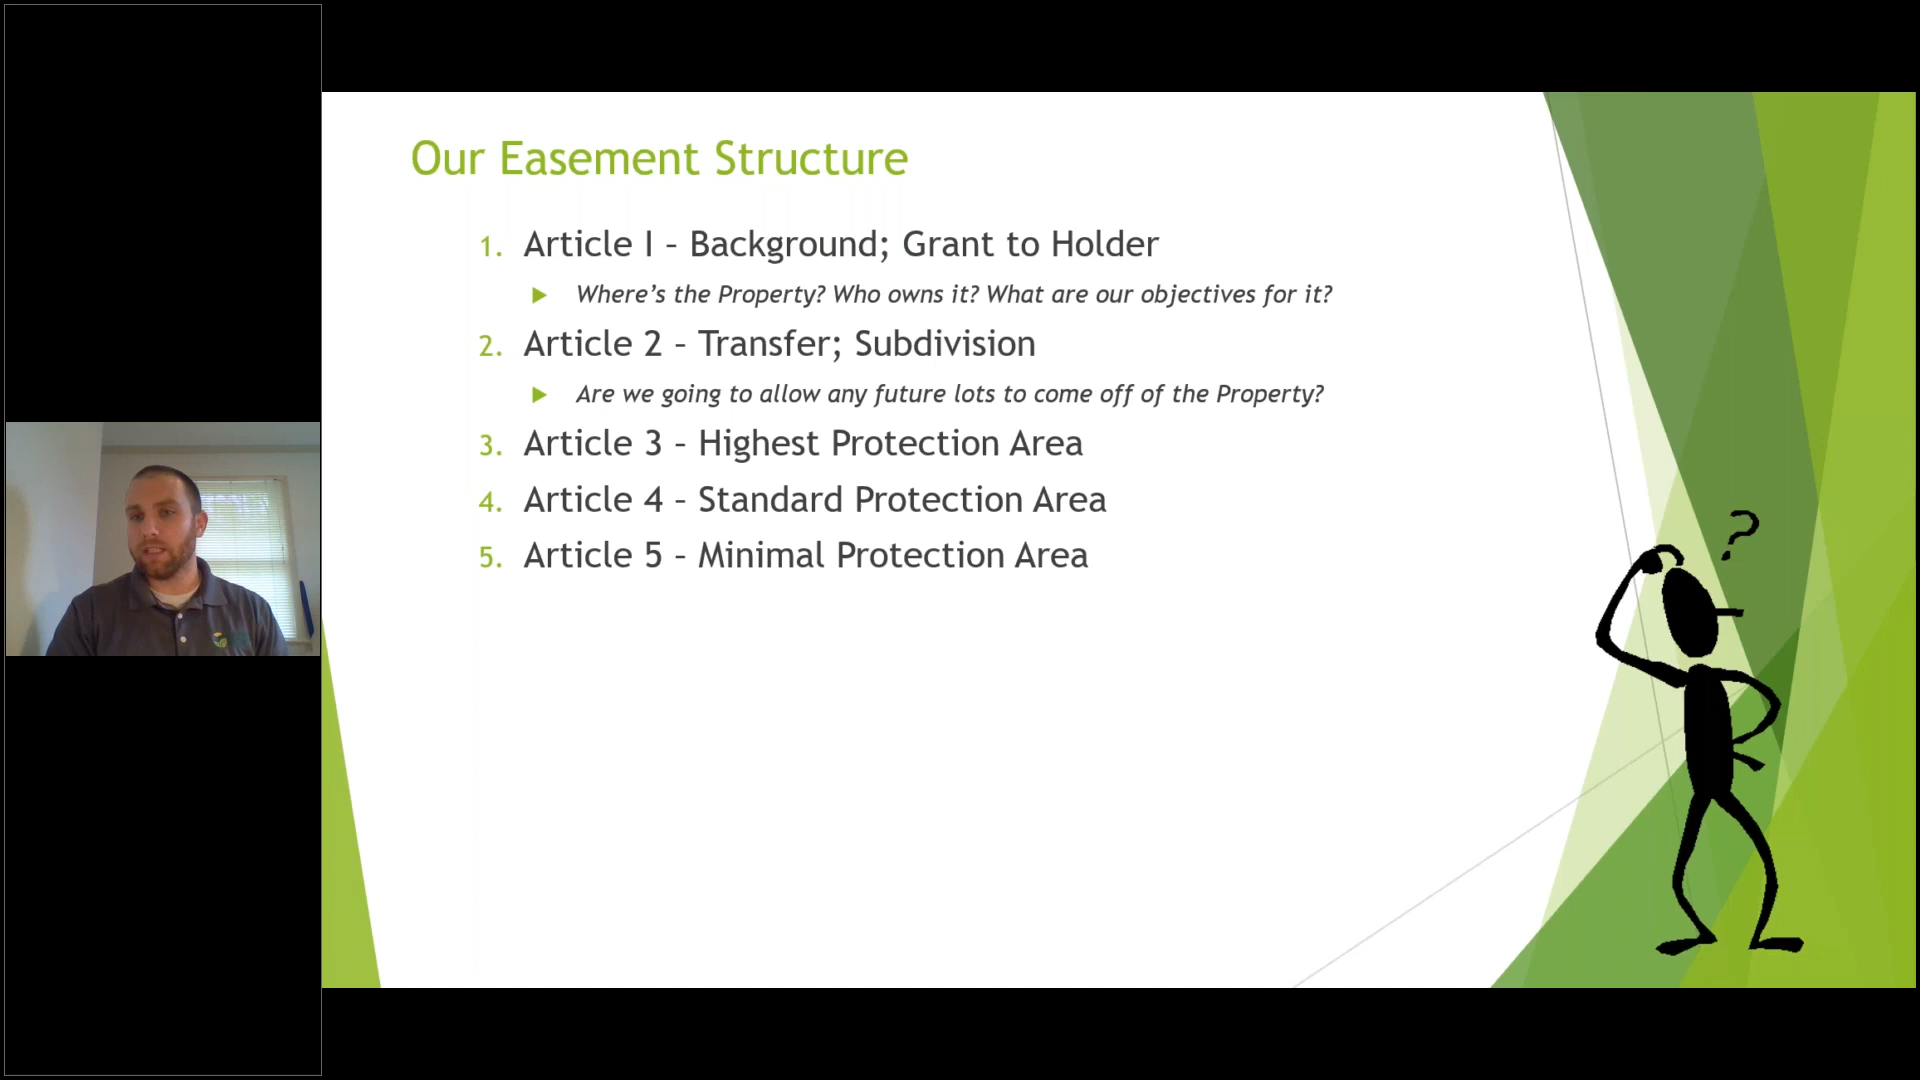 Our Easement Structure
1. Article I – Background; Grant to Holder
Where's the Property? Who owns it? What are our objectives for it?
2. Article 2 – Transfer; Subdivision
Are we going to allow any future lots to come off of the Property?
3. Article 3 – Highest Protection Area
4. Article 4 – Standard Protection Area
5. Article 5 – Minimal Protection Area
?